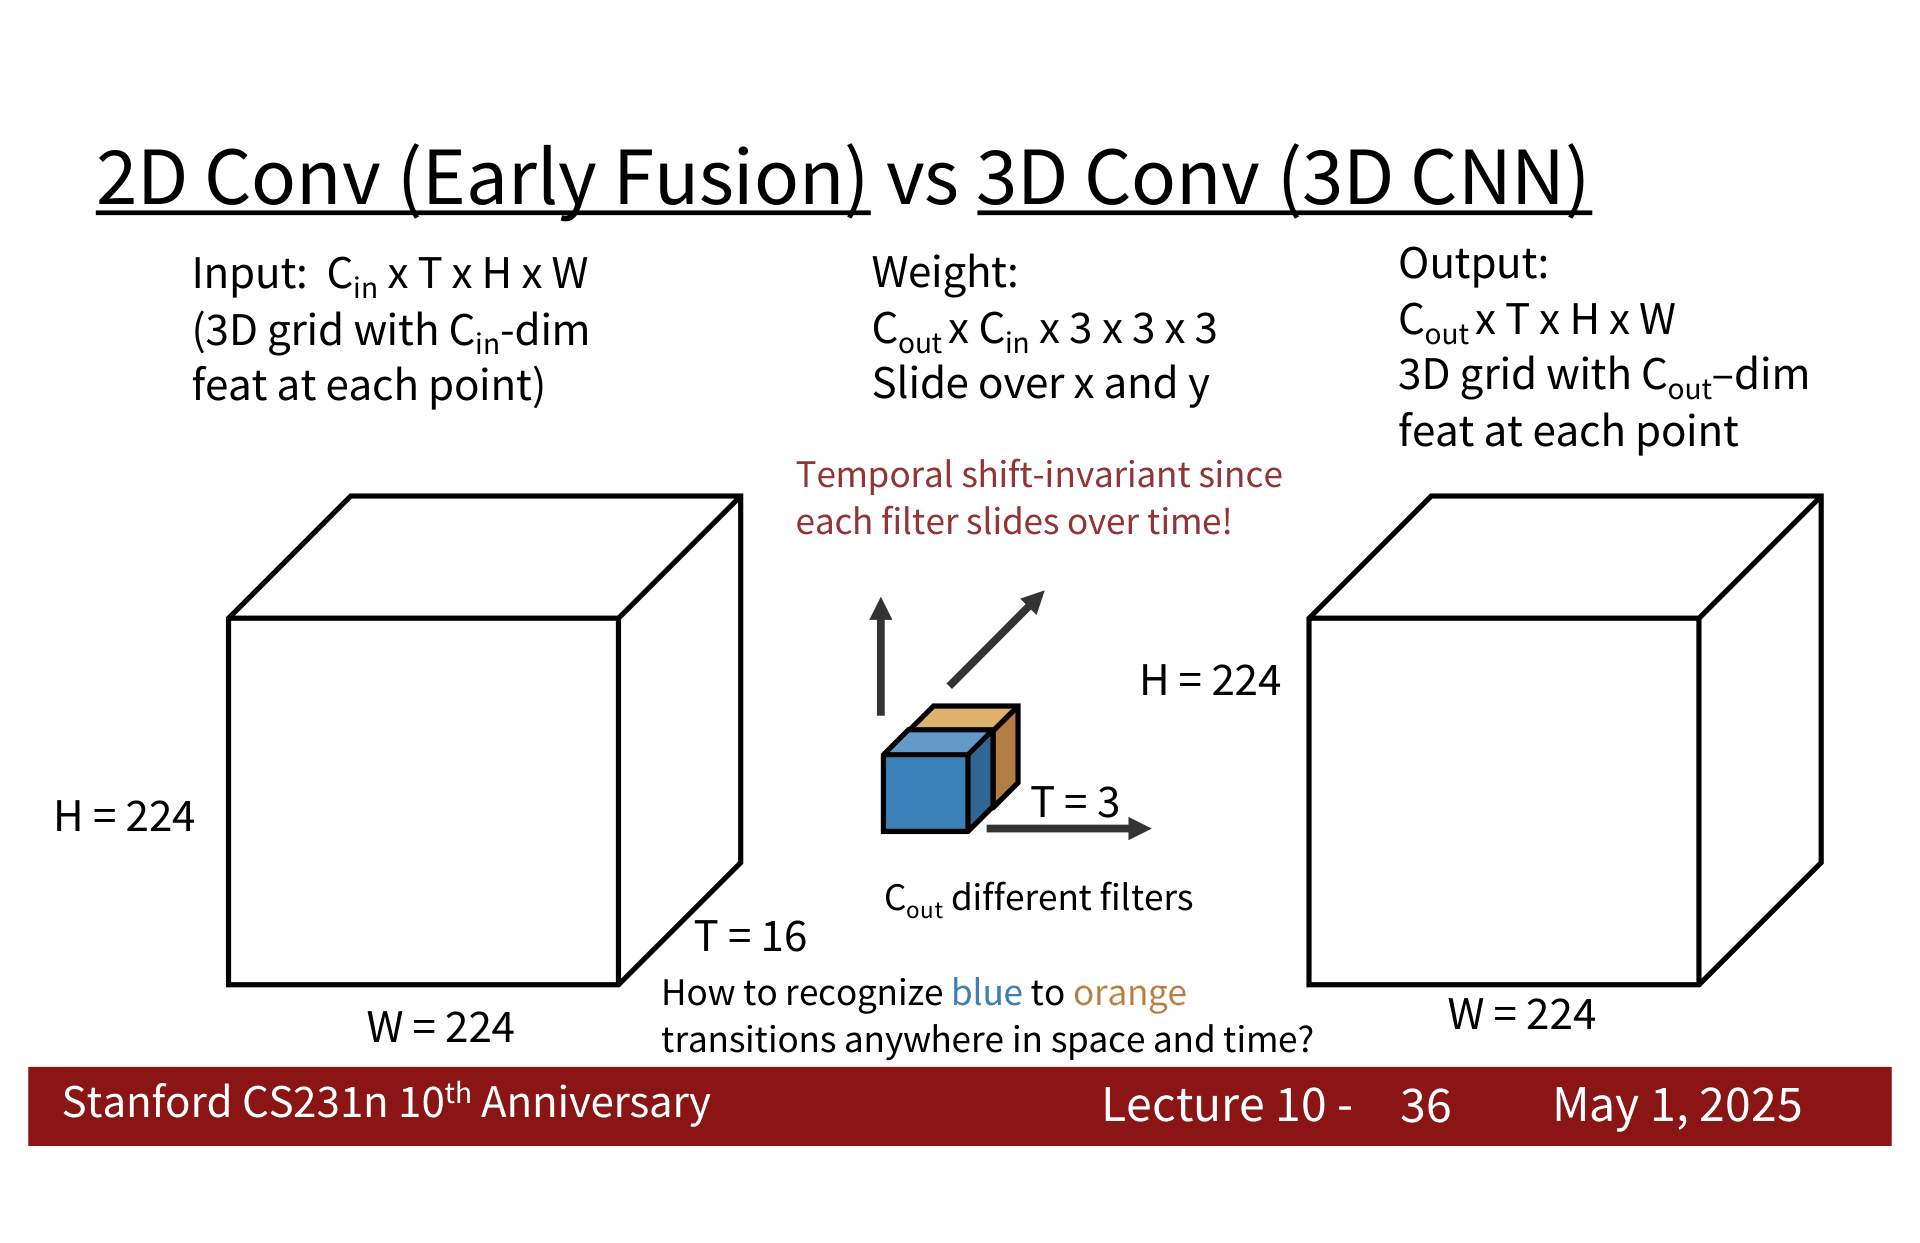 2D Conv (Early Fusion) vs 3D Conv (3D CNN)
Input: Cin x T x H x W
(3D grid with Cin-dim
feat at each point)
Weight:
Cout x Cin x 3 x 3 x 3
Slide over x and y
Output:
Cout x T x H x W
3D grid with Cout–dim
feat at each point
Temporal shift-invariant since
each filter slides over time!
H = 224
T = 16
W = 224
T = 3
Cout different filters
How to recognize blue to orange
transitions anywhere in space and time?
H = 224
W = 224
Stanford CS231n 10th Anniversary
Lecture 10 - 36
May 1, 2025